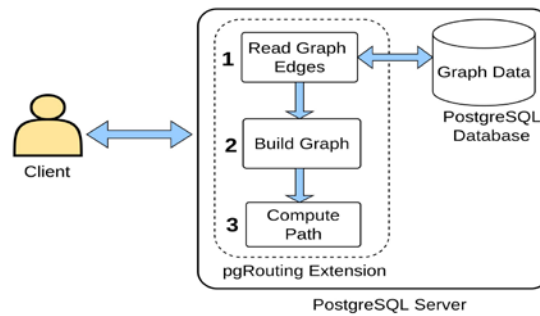 1
Read Graph
Edges
Graph Data
PostgreSQL
Database
2
Build Graph
Client
3
Compute
Path
pgRouting Extension
PostgreSQL Server